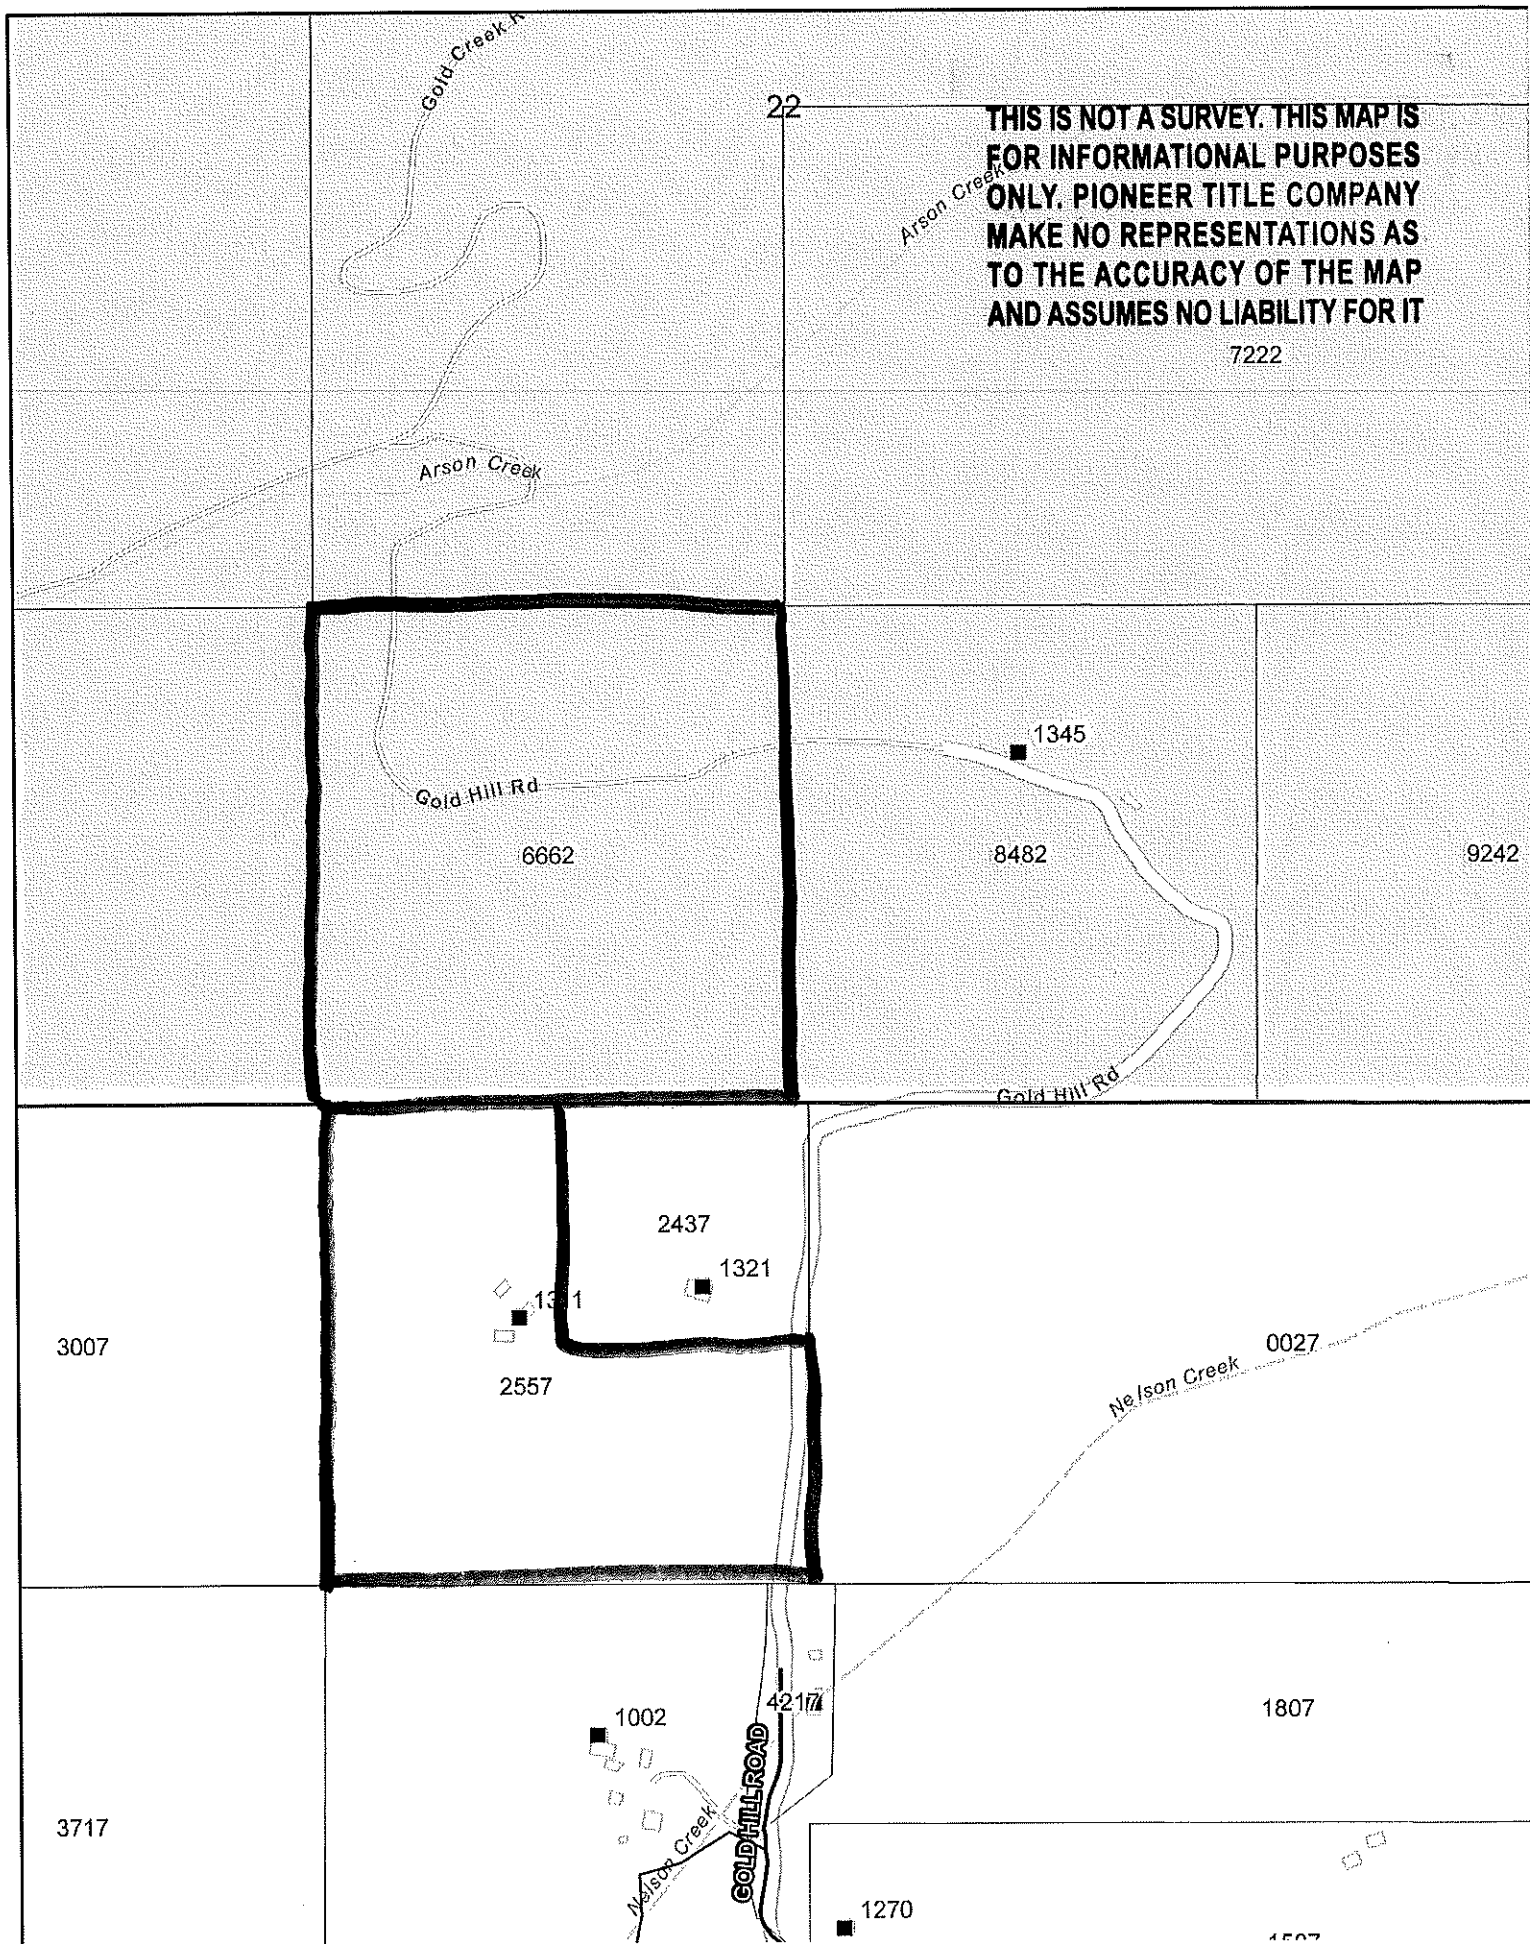 Gold Creek
22
THIS IS NOT A SURVEY. THIS MAP IS
FOR INFORMATIONAL PURPOSES
ONLY. PIONEER TITLE COMPANY
MAKE NO REPRESENTATIONS AS
TO THE ACCURACY OF THE MAP
AND ASSUMES NO LIABILITY FOR IT
Arson Creek
7222
Arson Creek
1345
Gold Hill Rd
6662
8482
9242
Gold Hill Rd
2437
1321
3007
0027
Nelson Creek
2557
1002
4217
1807
GOLD HILL ROAD
3717
Nelson Creek
1270